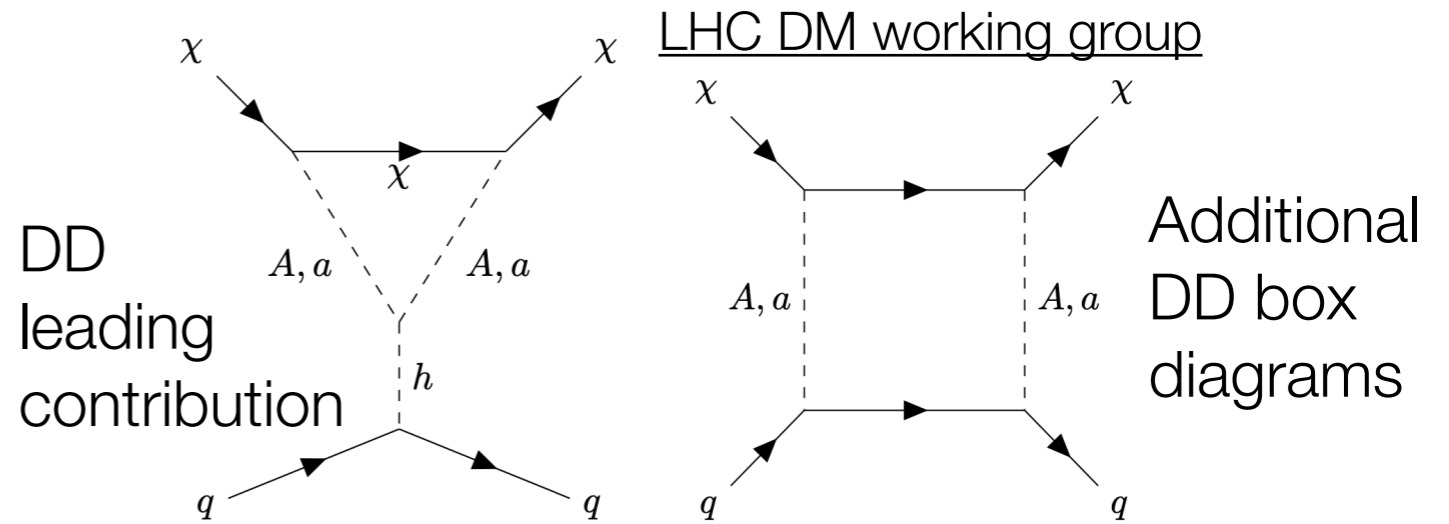 LHC DM working group
χ
χ
χ
A, a
A, a
h
q
q
DD
leading
contribution
χ
χ
A, a
A, a
q
q
Additional
DD box
diagrams